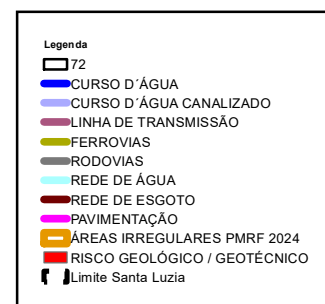 Legenda
72
CURSO D´ÁGUA
CURSO D´ÁGUA CANALIZADO
LINHA DE TRANSMISSÃO
FERROVIAS
RODOVIAS
REDE DE ÁGUA
REDE DE ESGOTO
PAVIMENTAÇÃO
ÁREAS IRREGULARES PMRF 2024
RISCO GEOLÓGICO / GEOTÉCNICO
Limite Santa Luzia